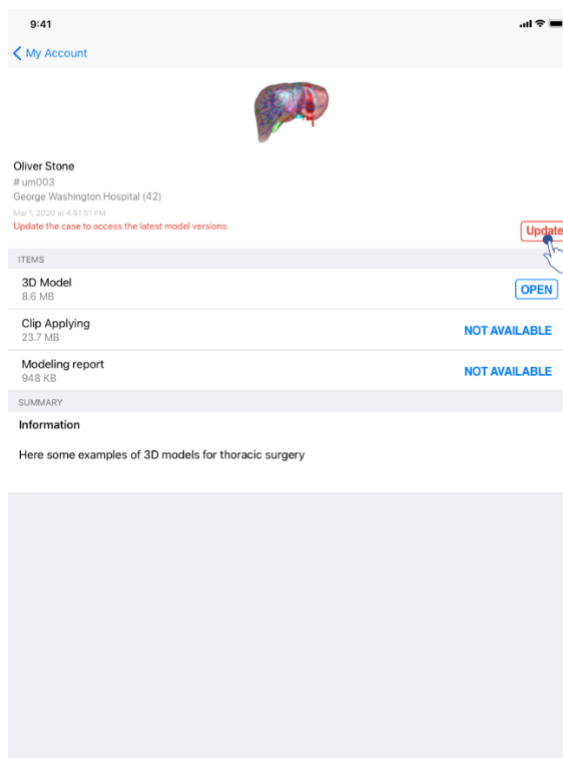 9:41
My Account
Oliver Stone
# um003
George Washington Hospital (42)
Mar 1, 2020 at 4:51:51 PM
Update the case to access the latest model versions.
Update
ITEMS
3D Model
8.6 MB
OPEN
Clip Applying
23.7 MB
NOT AVAILABLE
Modeling report
948 KB
NOT AVAILABLE
SUMMARY
Information
Here some examples of 3D models for thoracic surgery